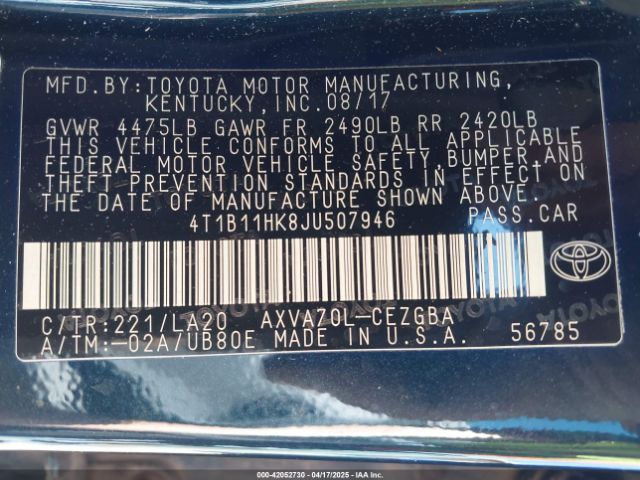 MFD.BY:TOYOTA MOTOR MANUFACTURING,
KENTUCKY,INC.08/17
GVWR 4475LB GAWR FR 2490LB RR 2420LB
THIS VEHICLE CONFORMS TO ALL APPLICABLE
FEDERAL MOTOR VEHICLE SAFETY,BUMPER,AND
THEFT PREVENTION STANDARDS IN EFFECT ON
THE DATE OF MANUFACTURE SHOWN ABOVE.
4T1B11HK8JU507946 PASS.CAR
C/TR:221/LA20 AXVA70L-CEZGBA
A/TM:-02A/UB80E MADE IN U.S.A. 56785
000-42052730 - 04/17/2025 - IAAI.COM